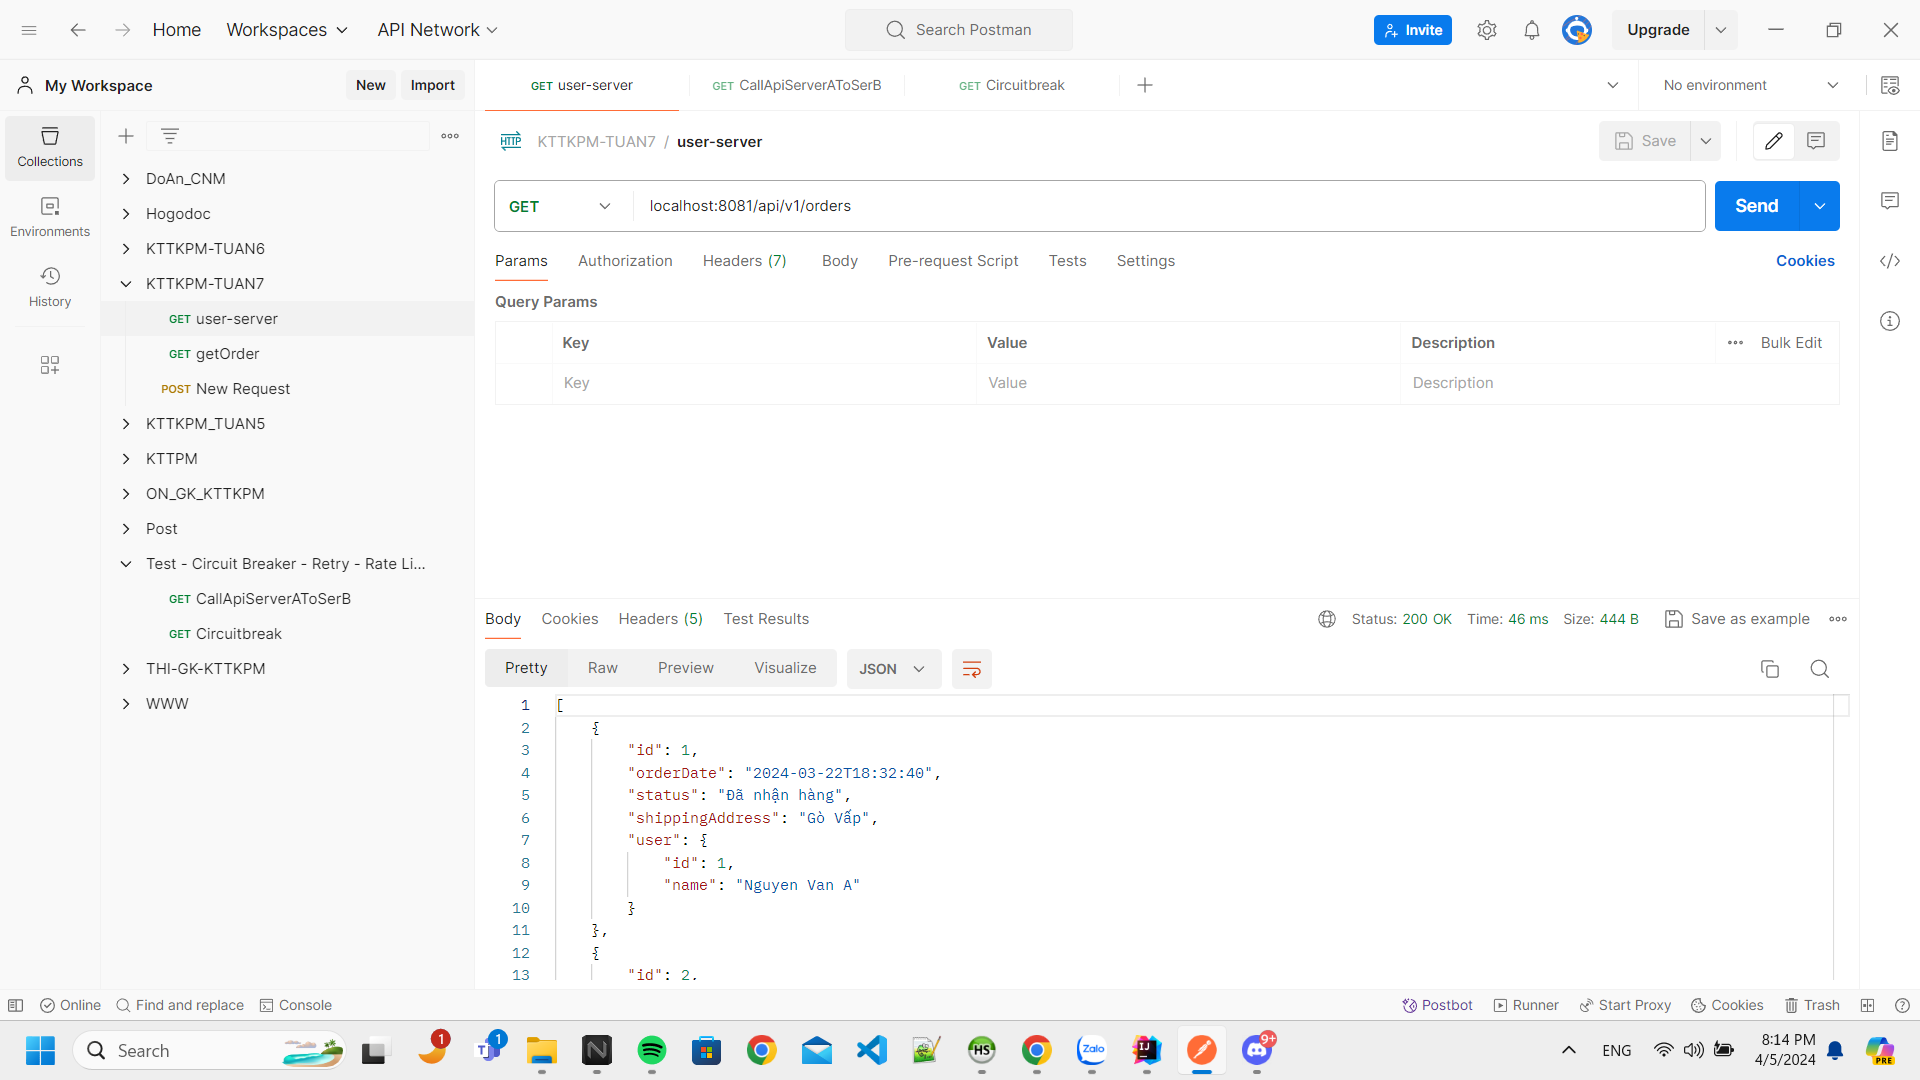 Home
Workspaces
API Network
Search Postman
Invite
Upgrade
My Workspace
New
Import
GET user-server
GET CallApiServerAToSerB
GET Circuitbreak
No environment
Collections
Environments
History
DoAn_CNM
Hogodoc
KTTKPM-TUAN6
KTTKPM-TUAN7
GET user-server
GET getOrder
POST New Request
KTTKPM_TUAN5
KTTPM
ON_GK_KTTKPM
Post
Test - Circuit Breaker - Retry - Rate Li...
GET CallApiServerAToSerB
GET Circuitbreak
THI-GK-KTTKPM
WWW
HTTP KTTKPM-TUAN7 / user-server
Save
GET
localhost:8081/api/v1/orders
Send
Params
Authorization
Headers (7)
Body
Pre-request Script
Tests
Settings
Cookies
Query Params
Key
Value
Description
Bulk Edit
Key
Value
Description
Body
Cookies
Headers (5)
Test Results
Status: 200 OK
Time: 46 ms
Size: 444 B
Save as example
Pretty
Raw
Preview
Visualize
JSON
1 [
2 {
3 "id": 1,
4 "orderDate": "2024-03-22T18:32:40",
5 "status": "Đã nhận hàng",
6 "shippingAddress": "Gò Vấp",
7 "user": {
8 "id": 1,
9 "name": "Nguyen Van A"
10 }
11 },
12 {
13 "id": 2,
Online
Find and replace
Console
Postbot
Runner
Start Proxy
Cookies
Trash
Search
1
1
HS
Zalo
IJ
9+
ENG
8:14 PM
4/5/2024
PRE